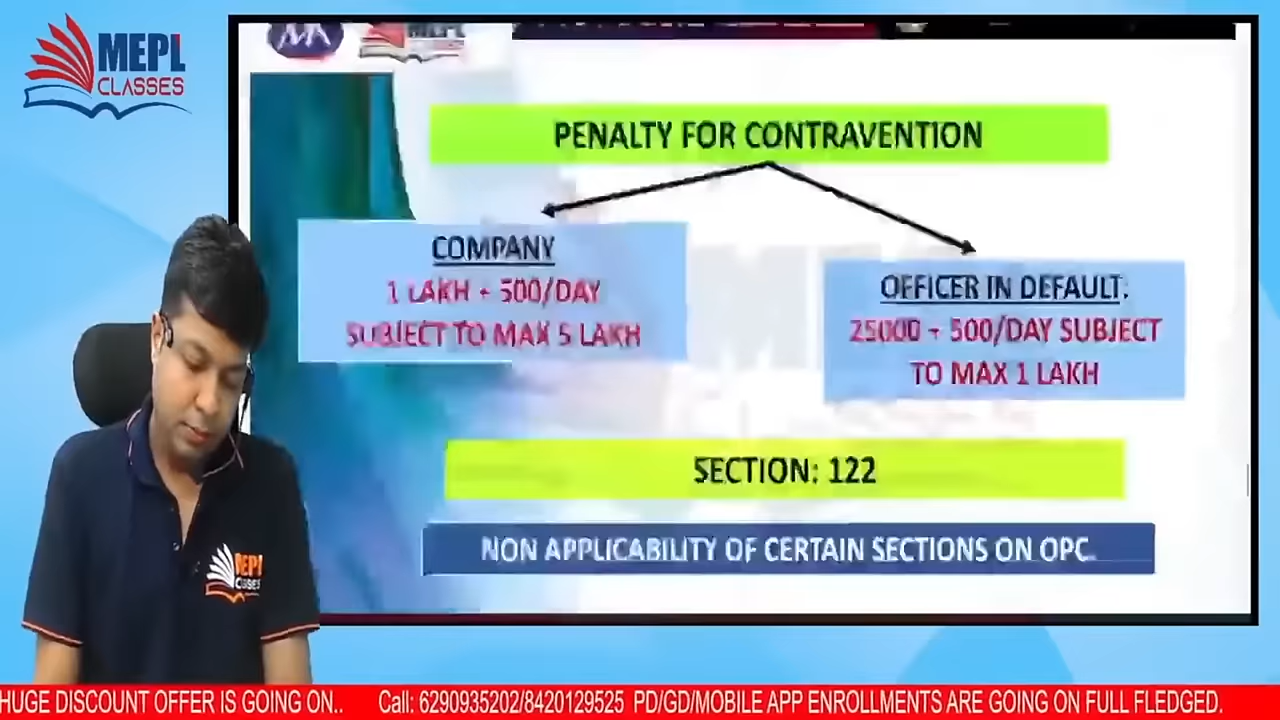 MEPL
CLASSES
PENALTY FOR CONTRAVENTION
COMPANY
1 LAKH + 500/DAY
SUBJECT TO MAX 5 LAKH
OFFICER IN DEFAULT:
25000 + 500/DAY SUBJECT
TO MAX 1 LAKH
SECTION: 122
NON APPLICABILITY OF CERTAIN SECTIONS ON OPC.
MEPL
CLASSES
HUGE DISCOUNT OFFER IS GOING ON.. Call: 6290935202/8420129525 PD/GD/MOBILE APP ENROLLMENTS ARE GOING ON FULL FLEDGED.